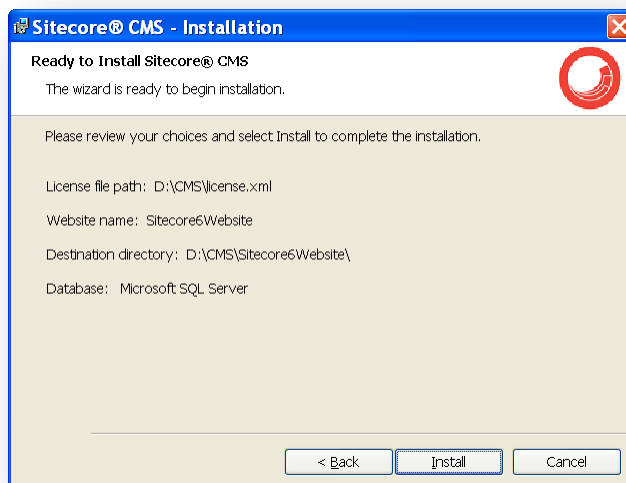 Sitecore® CMS - Installation
Ready to Install Sitecore® CMS
The wizard is ready to begin installation.
Please review your choices and select Install to complete the installation.
License file path: D:\CMS\license.xml
Website name: Sitecore6Website
Destination directory: D:\CMS\Sitecore6Website\
Database: Microsoft SQL Server
< Back Install Cancel